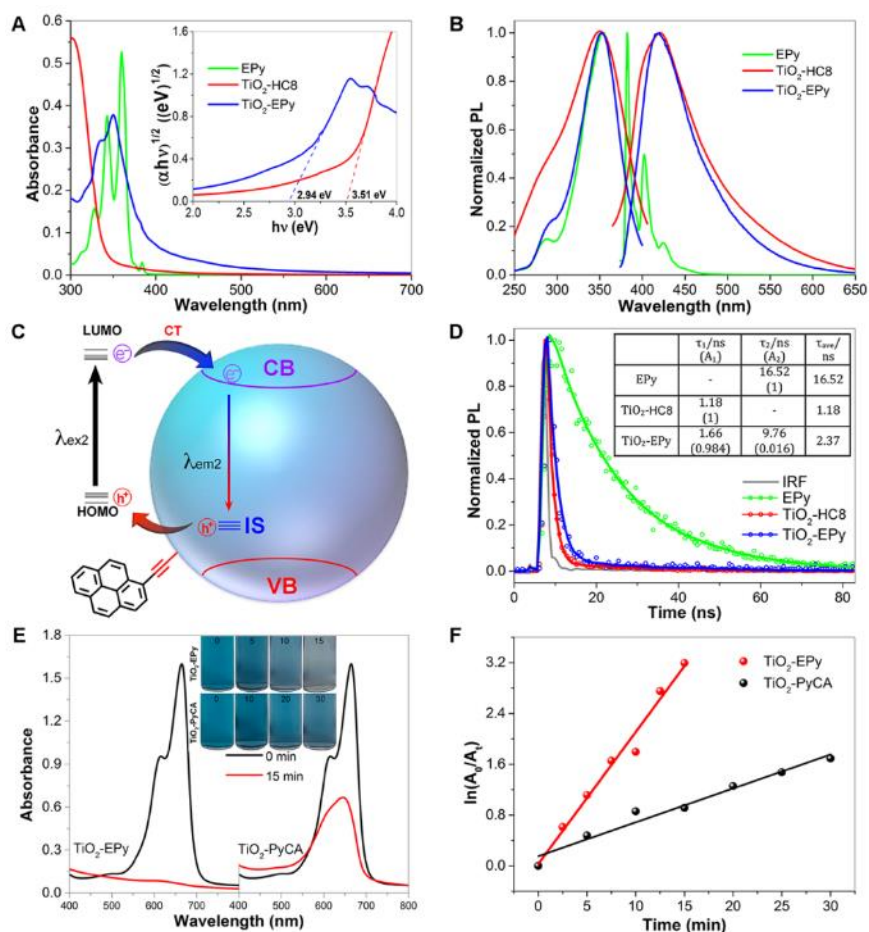 A
EPy
TiO2-HC8
TiO2-EPy
2.94 eV
3.51 eV
(αhν)^1/2 ((eV)^1/2)
1.6
1.2
0.8
0.4
0.0
2.0 2.5 3.0 3.5 4.0
hν (eV)
Absorbance
0.6
0.5
0.4
0.3
0.2
0.1
0.0
300 400 500 600 700
Wavelength (nm)
B
EPy
TiO2-HC8
TiO2-EPy
Normalized PL
1.0
0.8
0.6
0.4
0.2
0.0
250 300 350 400 450 500 550 600 650
Wavelength (nm)
C
LUMO
CT
e-
e-
CB
λex2
λem2
h+
HOMO
h+
IS
VB
D
τ1/ns (A1) τ2/ns (A2) τave/ns
EPy - 16.52 (1) 16.52
TiO2-HC8 1.18 (1) - 1.18
TiO2-EPy 1.66 (0.984) 9.76 (0.016) 2.37
IRF
EPy
TiO2-HC8
TiO2-EPy
Normalized PL
1.0
0.8
0.6
0.4
0.2
0.0
0 20 40 60 80
Time (ns)
E
TiO2-EPy
0 5 10 15
TiO2-PyCA
0 10 20 30
0 min
15 min
TiO2-EPy
TiO2-PyCA
Absorbance
1.8
1.5
1.2
0.9
0.6
0.3
0.0
400 500 600 700 400 500 600 700 800
Wavelength (nm)
F
TiO2-EPy
TiO2-PyCA
ln(A0/At)
3.2
2.4
1.6
0.8
0.0
0 5 10 15 20 25 30
Time (min)